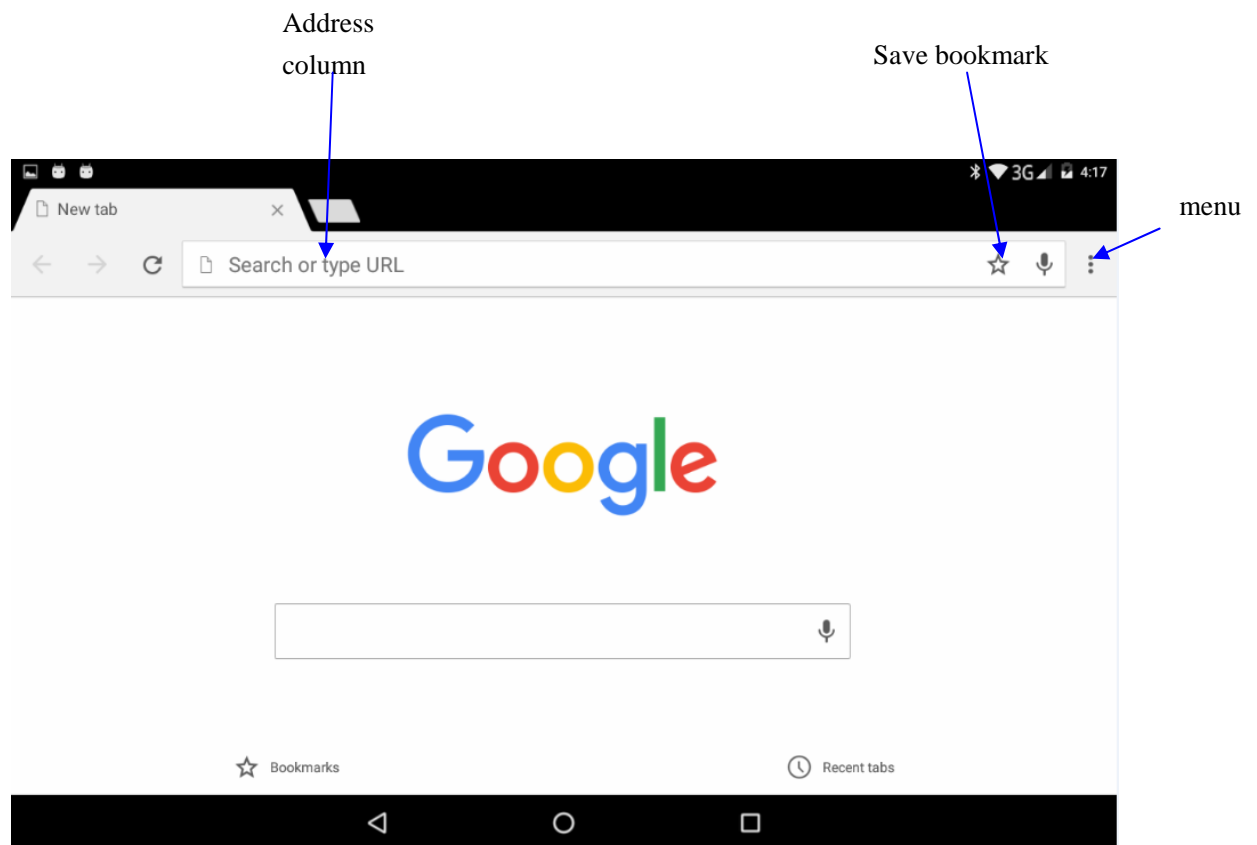 Address
column
Save bookmark
3G 4:17
New tab
menu
Search or type URL
Google
Bookmarks
Recent tabs